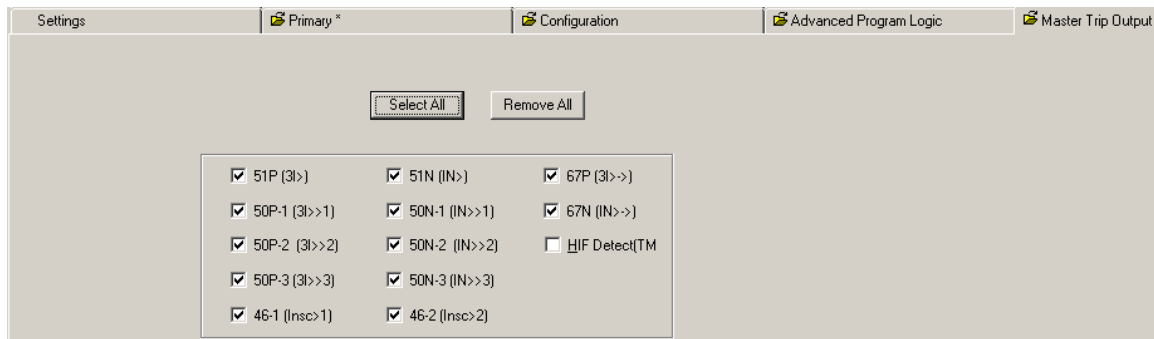 Settings Primary * Configuration Advanced Program Logic Master Trip Output
Select All Remove All
51P (3I>) 51N (IN>) 67P (3I>->)
50P-1 (3I>>1) 50N-1 (IN>>1) 67N (IN>->)
50P-2 (3I>>2) 50N-2 (IN>>2) HIF Detect(TM
50P-3 (3I>>3) 50N-3 (IN>>3)
46-1 (Insc>1) 46-2 (Insc>2)